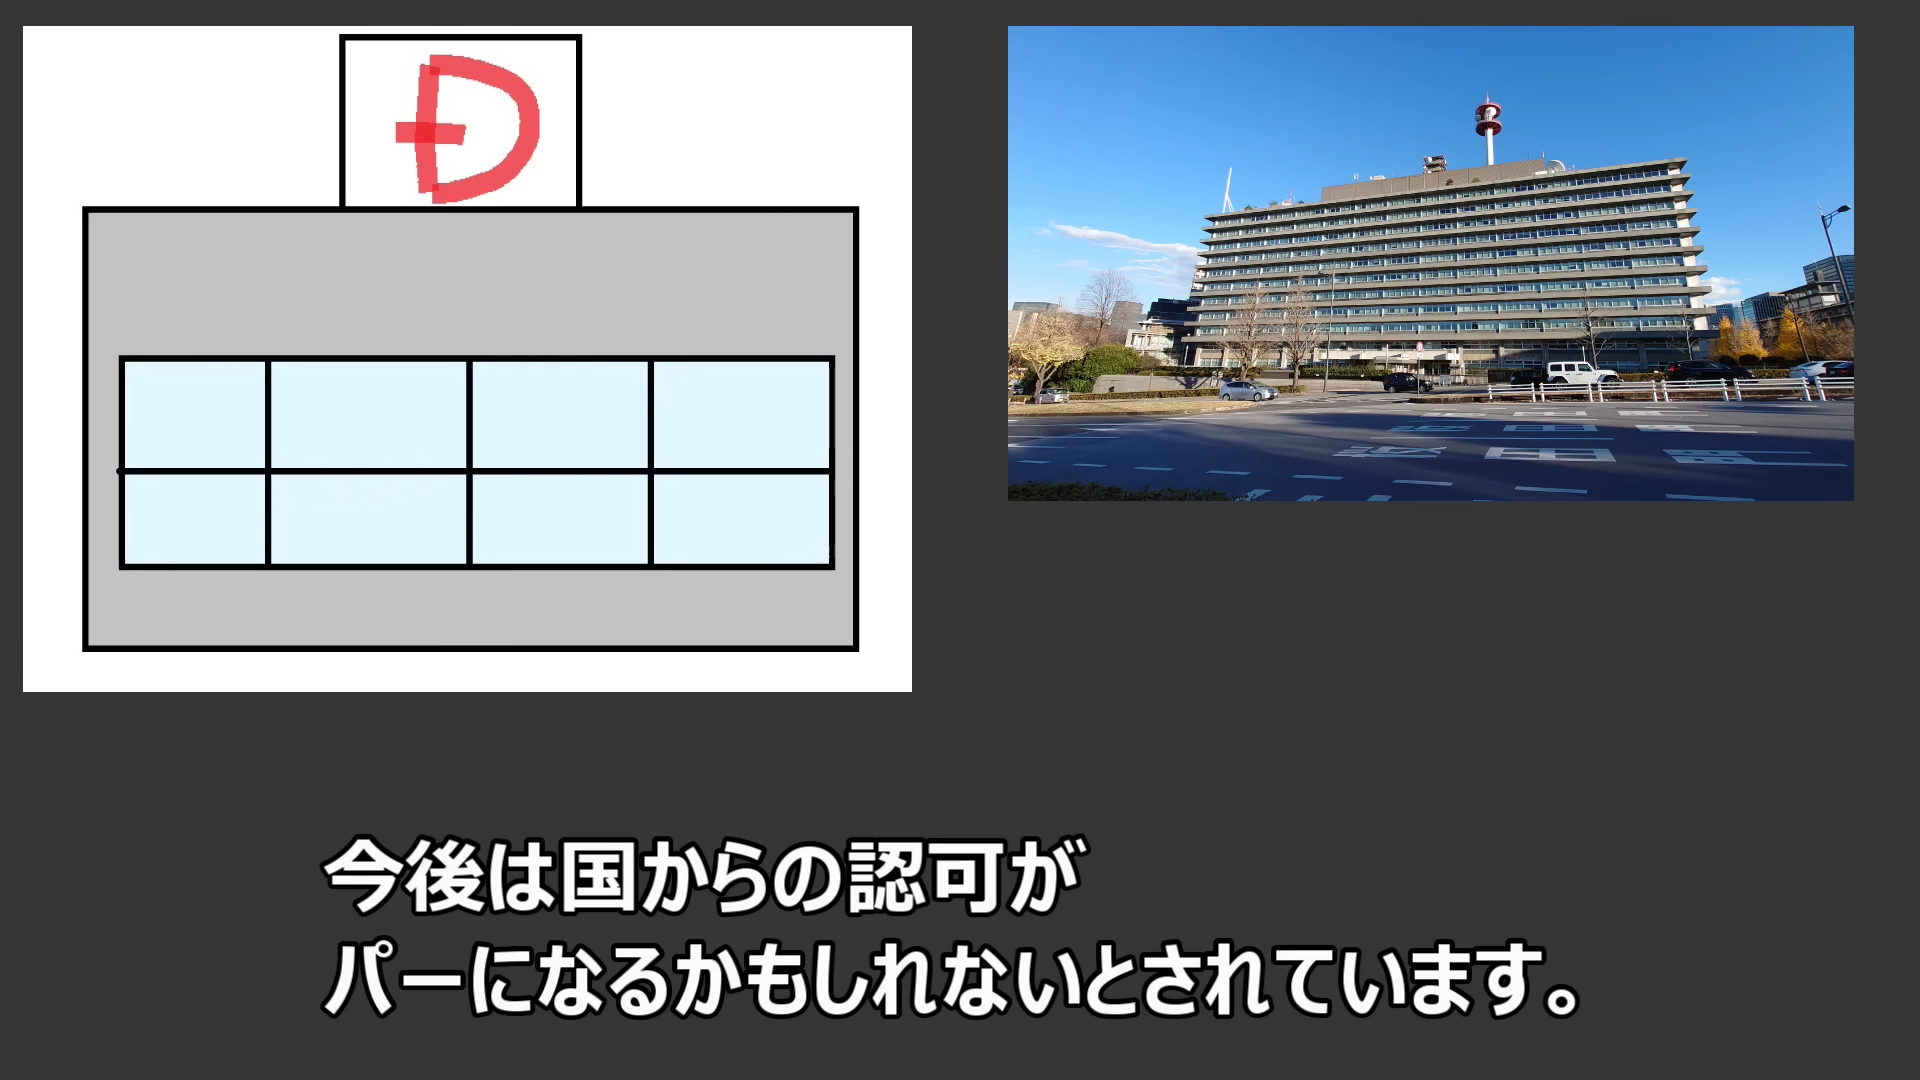 Ð
今後は国からの認可が
パーになるかもしれないとされています。